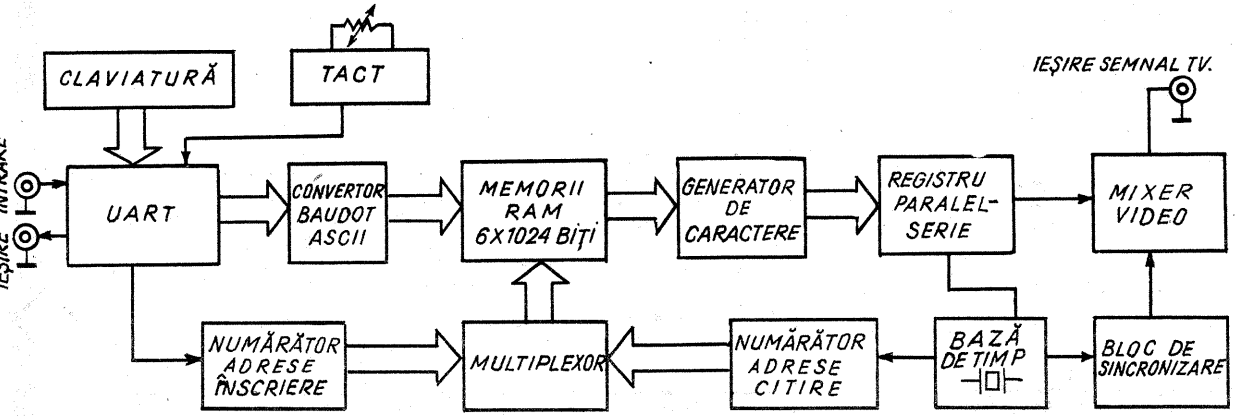 CLAVIATURĂ
TACT
IEȘIRE SEMNAL TV.
INTRARE
IEȘIRE
UART
CONVERTOR
BAUDOT
ASCII
MEMORII
RAM
6X1024 BIȚI
GENERATOR
DE
CARACTERE
REGISTRU
PARALEL-
SERIE
MIXER
VIDEO
NUMĂRĂTOR
ADRESE
ÎNSCRIERE
MULTIPLEXOR
NUMĂRĂTOR
ADRESE
CITIRE
BAZĂ
DE TIMP
BLOC DE
SINCRONIZARE